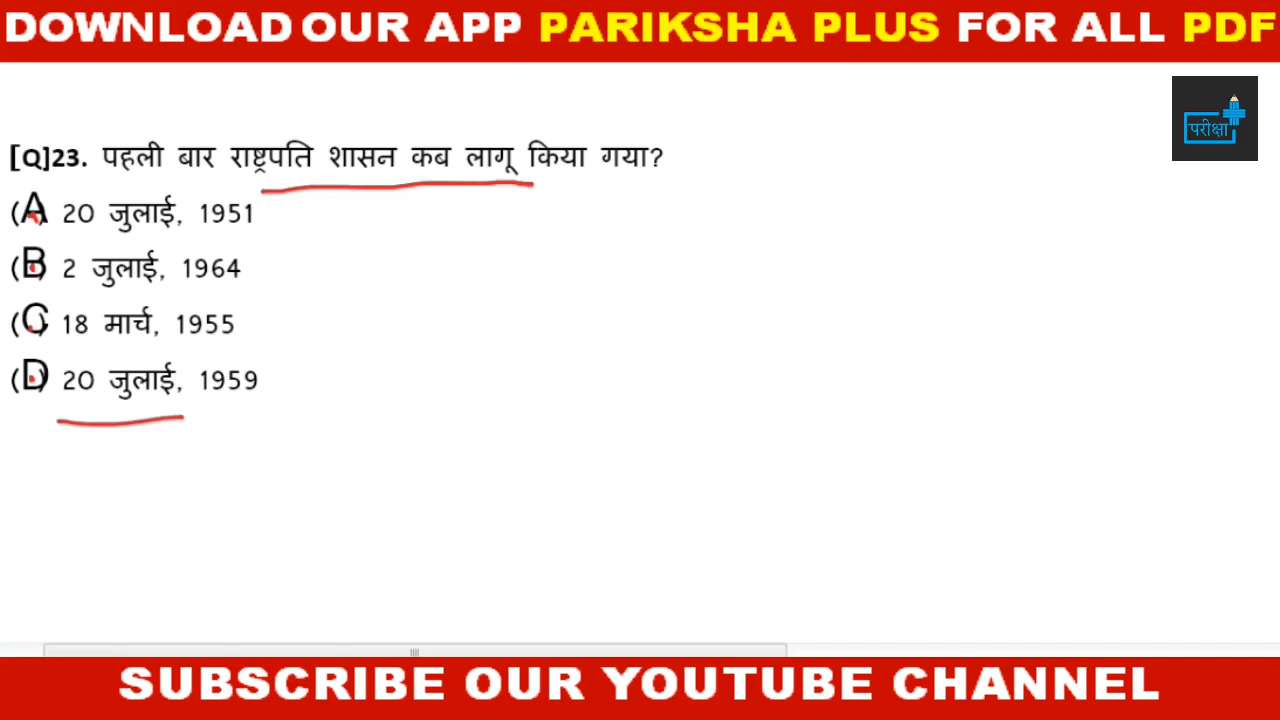 DOWNLOAD OUR APP PARIKSHA PLUS FOR ALL PDF
परीक्षा
[Q]23. पहली बार राष्ट्रपति शासन कब लागू किया गया?
(A) 20 जुलाई, 1951
(B) 2 जुलाई, 1964
(C) 18 मार्च, 1955
(D) 20 जुलाई, 1959
SUBSCRIBE OUR YOUTUBE CHANNEL